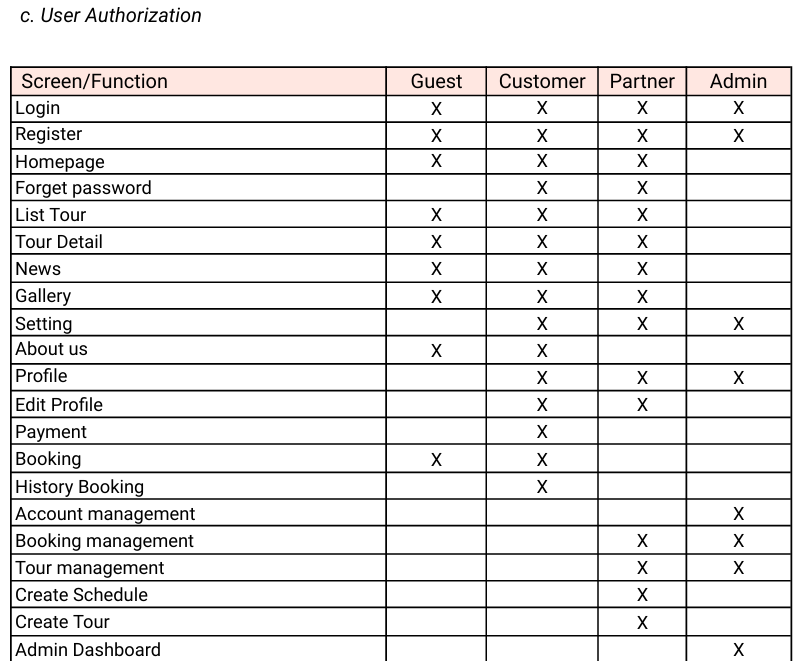 c. User Authorization
Screen/Function Guest Customer Partner Admin
Login X X X X
Register X X X X
Homepage X X X
Forget password X X
List Tour X X X
Tour Detail X X X
News X X X
Gallery X X X
Setting X X X
About us X X
Profile X X X
Edit Profile X X
Payment X
Booking X X
History Booking X
Account management X
Booking management X X
Tour management X X
Create Schedule X
Create Tour X
Admin Dashboard X